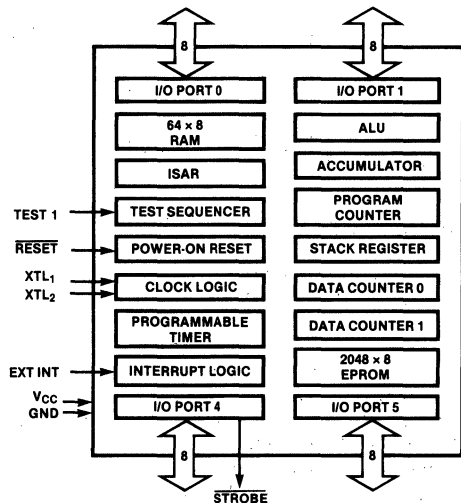 8
8
I/O PORT 0
I/O PORT 1
64 × 8
RAM
ALU
ISAR
ACCUMULATOR
TEST 1
TEST SEQUENCER
PROGRAM
COUNTER
RESET
POWER-ON RESET
STACK REGISTER
XTL1
XTL2
CLOCK LOGIC
DATA COUNTER 0
PROGRAMMABLE
TIMER
DATA COUNTER 1
EXT INT
INTERRUPT LOGIC
2048 × 8
EPROM
VCC
GND
I/O PORT 4
I/O PORT 5
8
8
STROBE